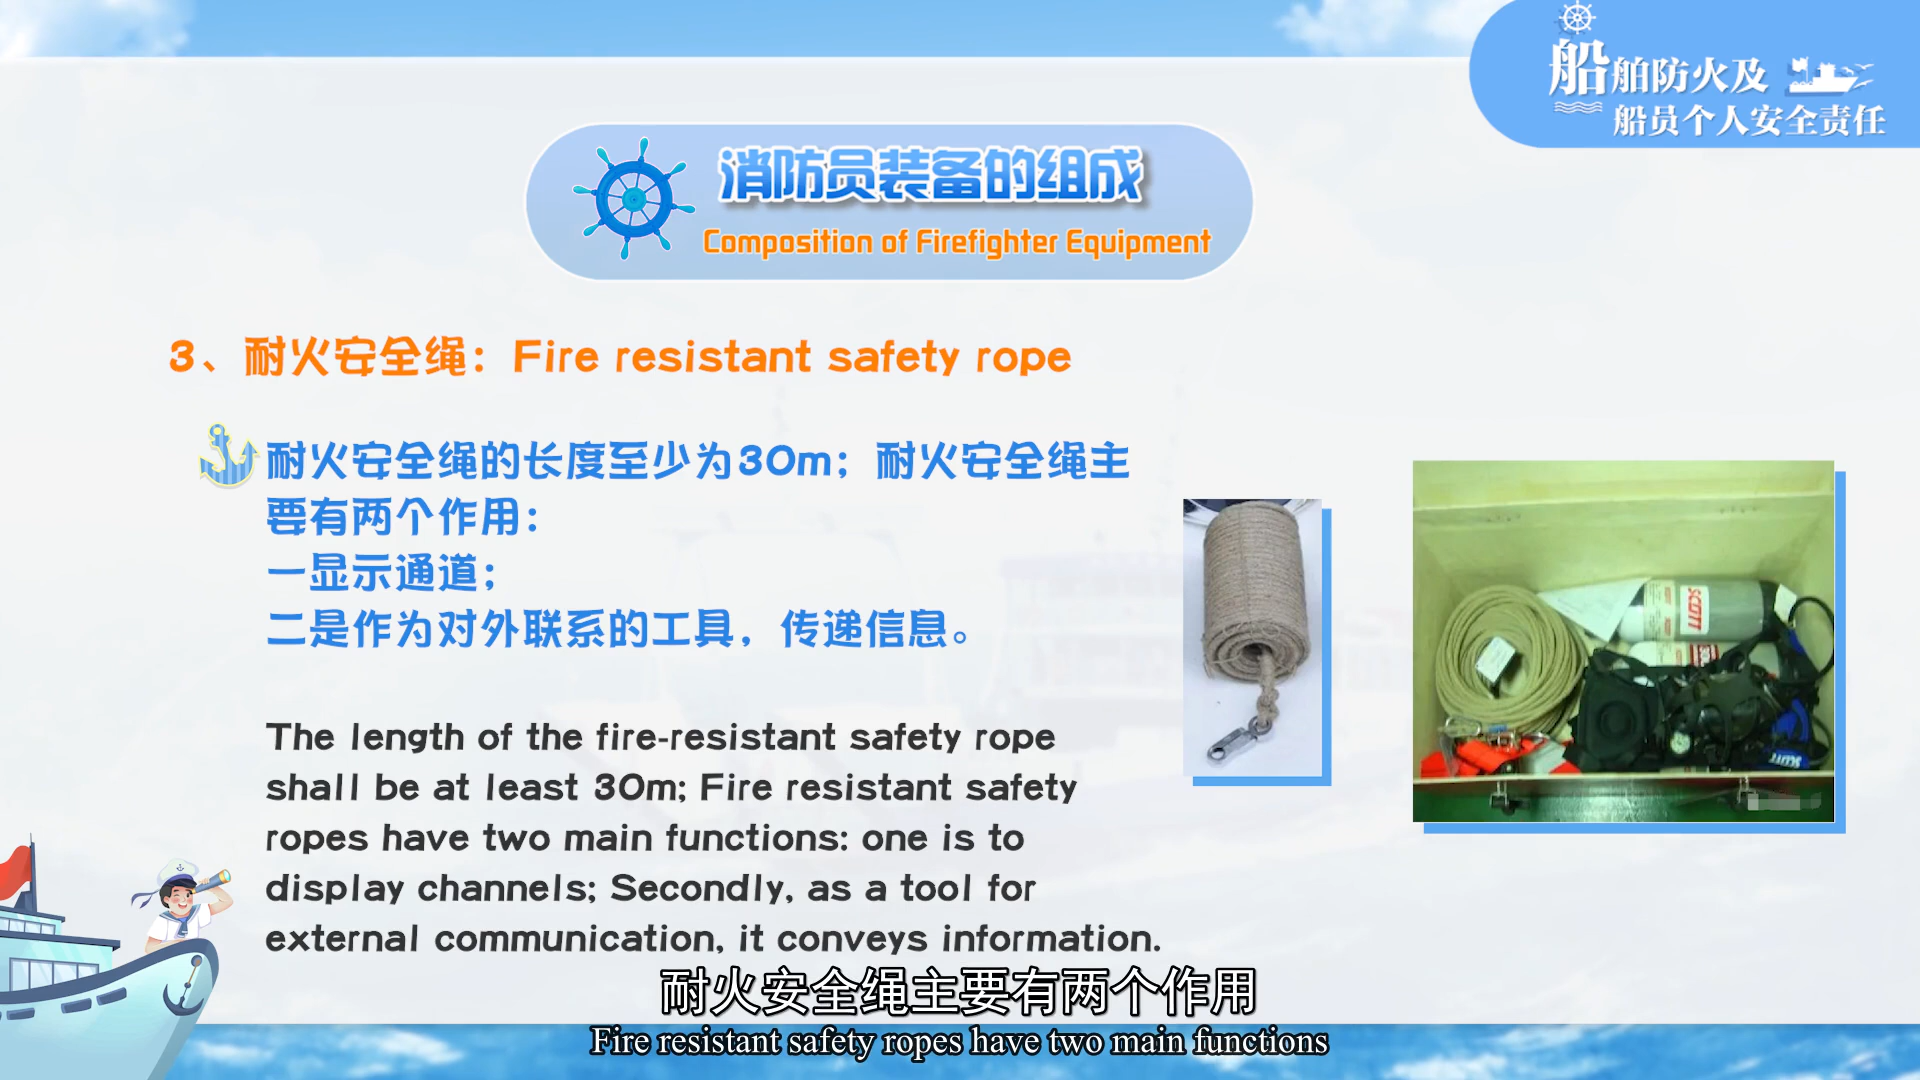 船舶防火及
船员个人安全责任
消防员装备的组成
Composition of Firefighter Equipment
3、耐火安全绳：Fire resistant safety rope
耐火安全绳的长度至少为30m；耐火安全绳主
要有两个作用：
一显示通道；
二是作为对外联系的工具，传递信息。
The length of the fire-resistant safety rope
shall be at least 30m; Fire resistant safety
ropes have two main functions: one is to
display channels; Secondly, as a tool for
external communication, it conveys information.
SCOTT
SCOTT
耐火安全绳主要有两个作用
Fire resistant safety ropes have two main functions